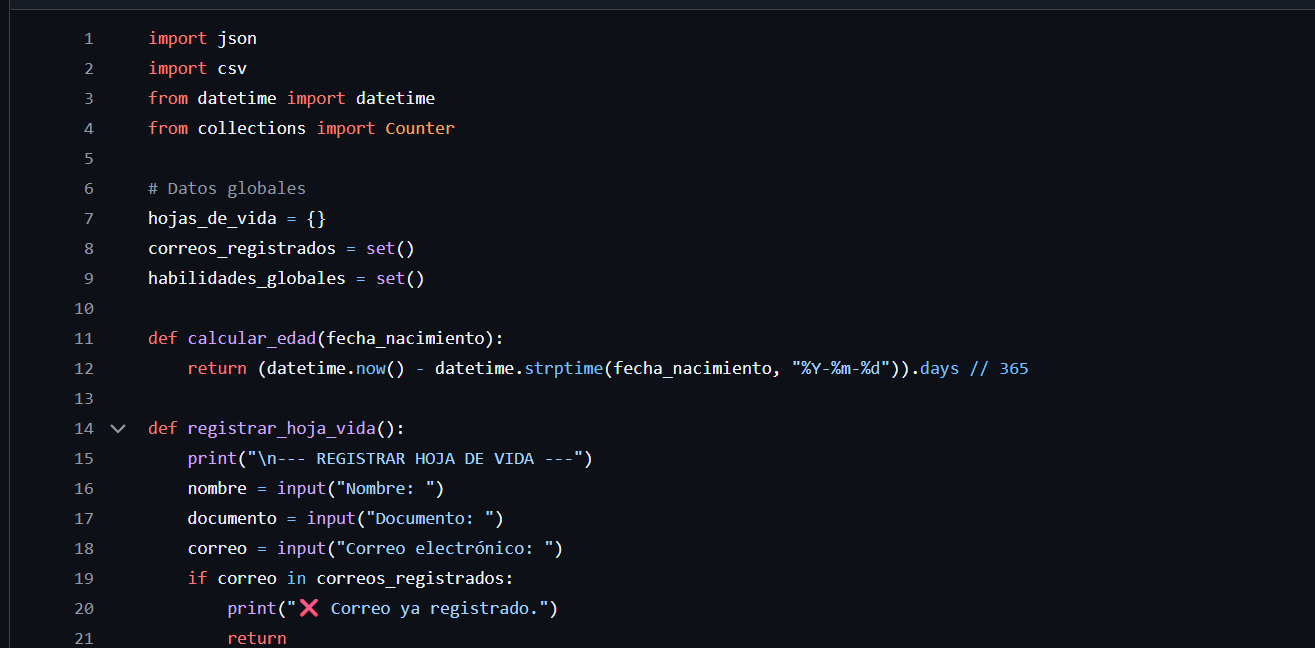 1 import json
2 import csv
3 from datetime import datetime
4 from collections import Counter
5
6 # Datos globales
7 hojas_de_vida = {}
8 correos_registrados = set()
9 habilidades_globales = set()
10
11 def calcular_edad(fecha_nacimiento):
12     return (datetime.now() - datetime.strptime(fecha_nacimiento, "%Y-%m-%d")).days // 365
13
14 def registrar_hoja_vida():
15     print("\n--- REGISTRAR HOJA DE VIDA ---")
16     nombre = input("Nombre: ")
17     documento = input("Documento: ")
18     correo = input("Correo electrónico: ")
19     if correo in correos_registrados:
20         print("❌ Correo ya registrado.")
21         return